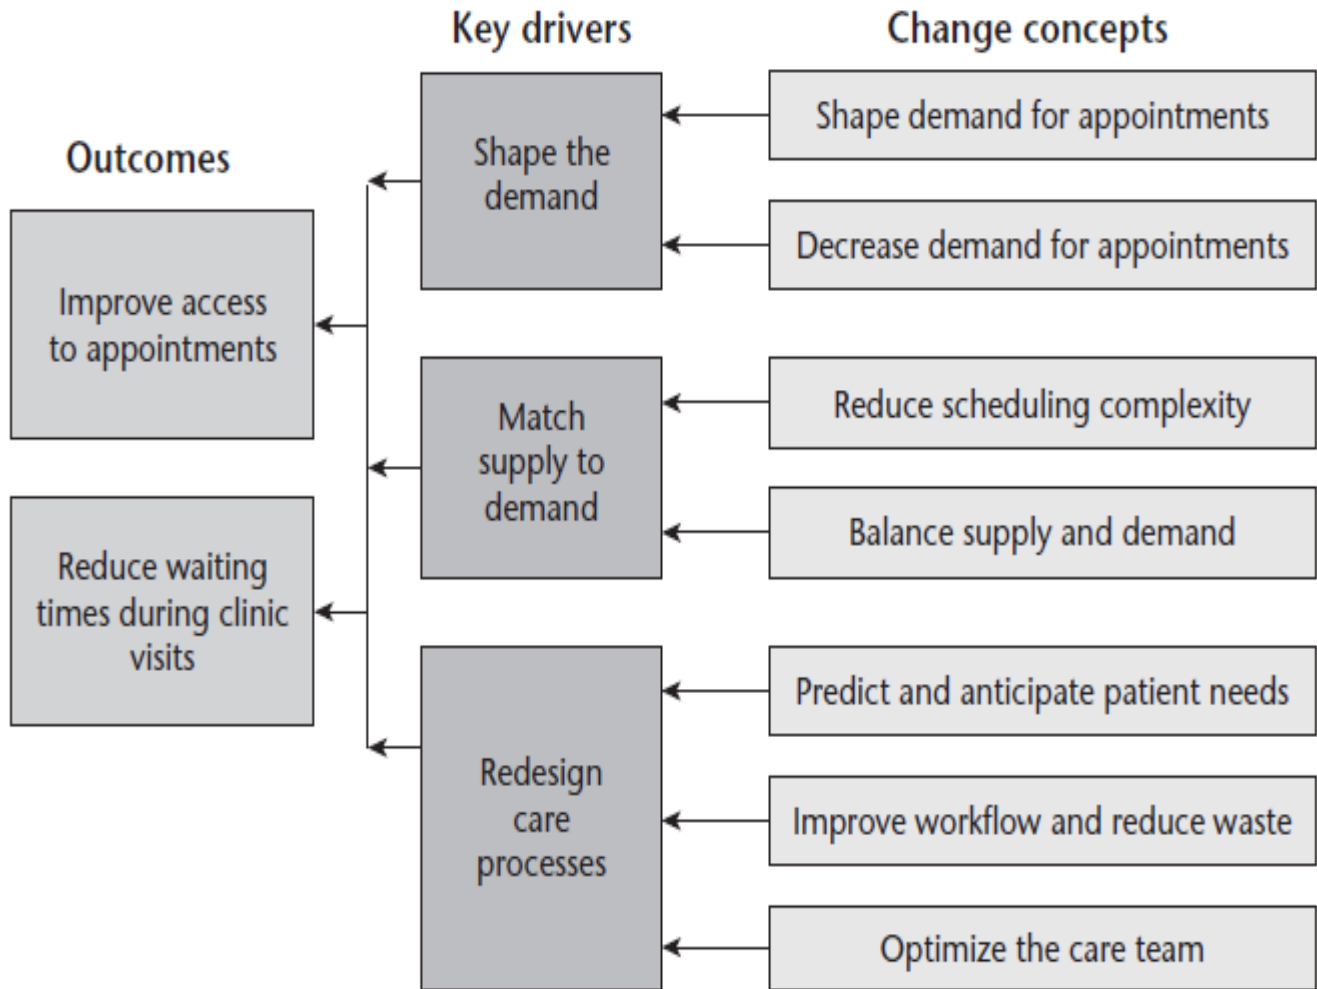 Key drivers
Change concepts
Outcomes
Improve access
to appointments
Reduce waiting
times during clinic
visits
Shape the
demand
Match
supply to
demand
Redesign
care
processes
Shape demand for appointments
Decrease demand for appointments
Reduce scheduling complexity
Balance supply and demand
Predict and anticipate patient needs
Improve workflow and reduce waste
Optimize the care team